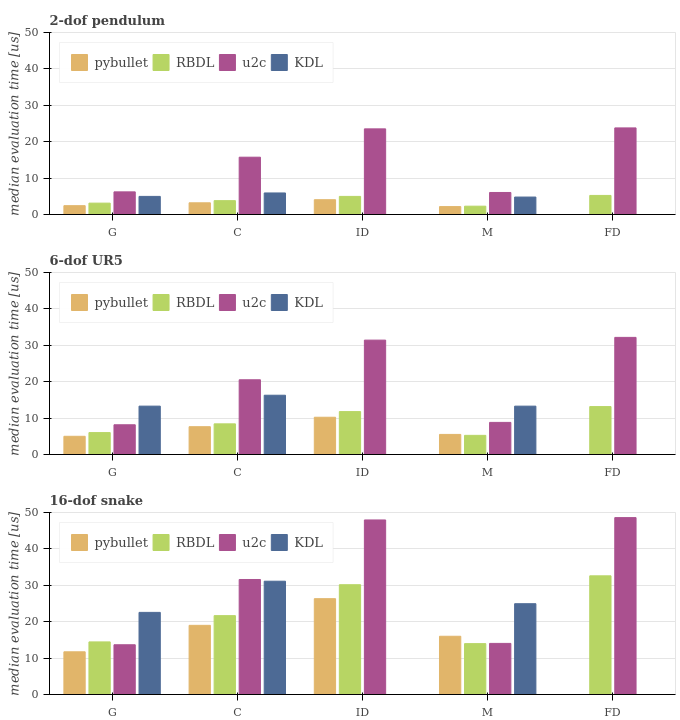 2-dof pendulum
median evaluation time [us]
50
40
30
20
10
0
pybullet RBDL u2c KDL
G C ID M FD
6-dof UR5
median evaluation time [us]
50
40
30
20
10
0
pybullet RBDL u2c KDL
G C ID M FD
16-dof snake
median evaluation time [us]
50
40
30
20
10
0
pybullet RBDL u2c KDL
G C ID M FD